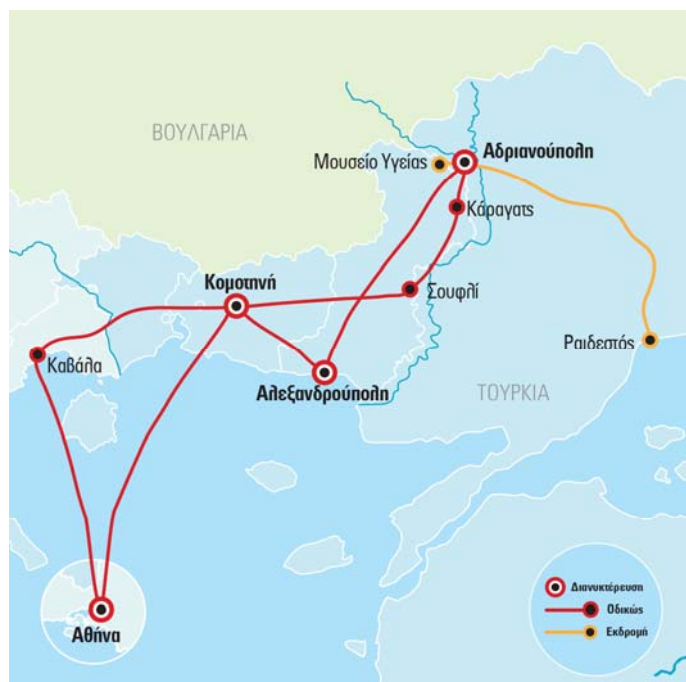 ΒΟΥΛΓΑΡΙΑ
Αδριανούπολη
Μουσείο Υγείας
Κάραγατς
Κομοτηνή
Σουφλί
Ραιδεστός
Καβάλα
Αλεξανδρούπολη
ΤΟΥΡΚΙΑ
Διανυκτέρευση
Οδικώς
Εκδρομή
Αθήνα